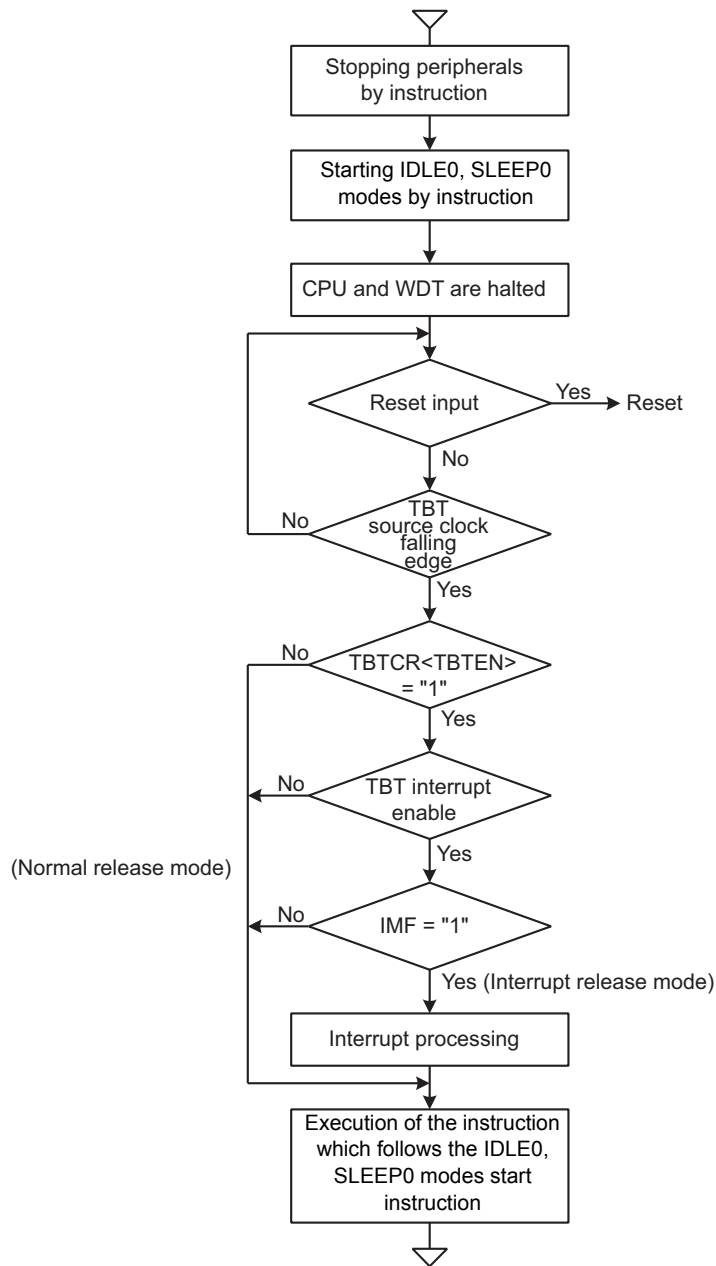 Stopping peripherals
by instruction
Starting IDLE0, SLEEP0
modes by instruction
CPU and WDT are halted
Reset input
Yes
Reset
No
TBT
source clock
falling
edge
No
Yes
TBTCR<TBTEN>
= "1"
No
Yes
TBT interrupt
enable
No
Yes
(Normal release mode)
IMF = "1"
No
Yes (Interrupt release mode)
Interrupt processing
Execution of the instruction
which follows the IDLE0,
SLEEP0 modes start
instruction